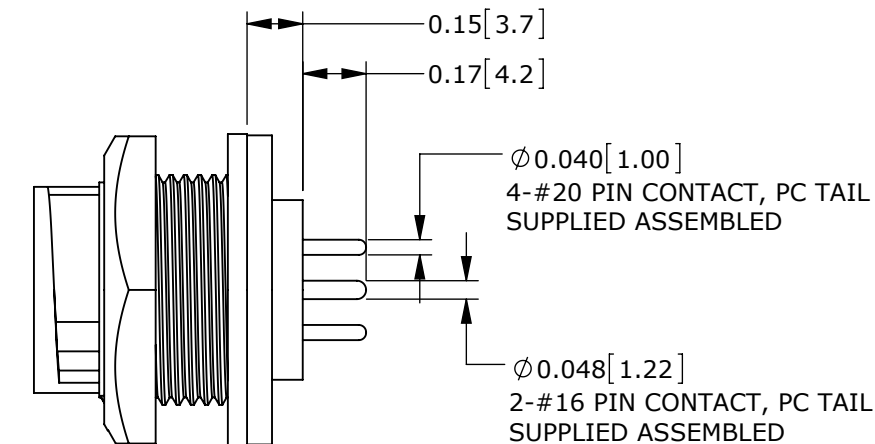 0.15[3.7]
0.17[4.2]
∅0.040[1.00]
4-#20 PIN CONTACT, PC TAIL
SUPPLIED ASSEMBLED
∅0.048[1.22]
2-#16 PIN CONTACT, PC TAIL
SUPPLIED ASSEMBLED